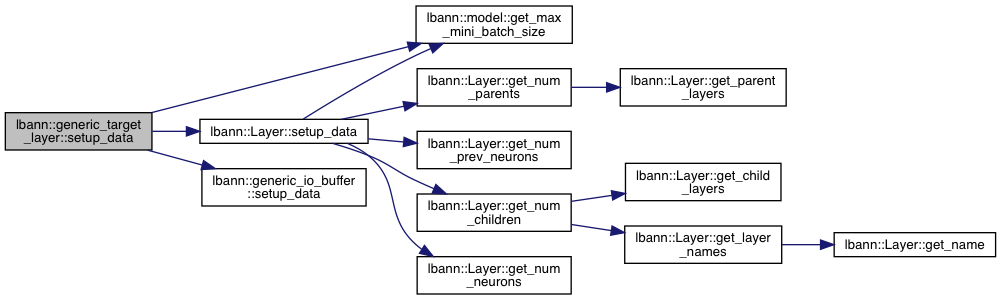 lbann::generic_target
_layer::setup_data
lbann::Layer::setup_data
lbann::generic_io_buffer
::setup_data
lbann::model::get_max
_mini_batch_size
lbann::Layer::get_num
_parents
lbann::Layer::get_num
_prev_neurons
lbann::Layer::get_num
_children
lbann::Layer::get_num
_neurons
lbann::Layer::get_parent
_layers
lbann::Layer::get_child
_layers
lbann::Layer::get_layer
_names
lbann::Layer::get_name